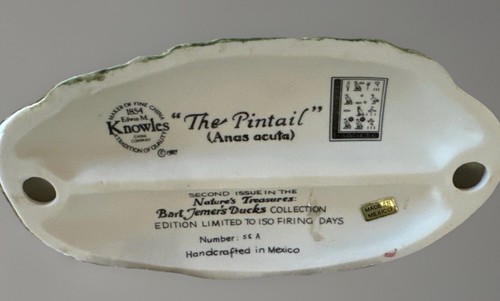 MAKER OF FINE CHINA
1854
Edwin M.
Knowles
CHINA
COMPANY
TRADITION OF QUALITY
© 1987
"The Pintail"
(Anas acuta)
SECOND ISSUE IN THE
Nature's Treasures:
Bart Jerner's Ducks COLLECTION
EDITION LIMITED TO 150 FIRING DAYS
Number: 56 A
Handcrafted in Mexico
MADE IN
MEXICO